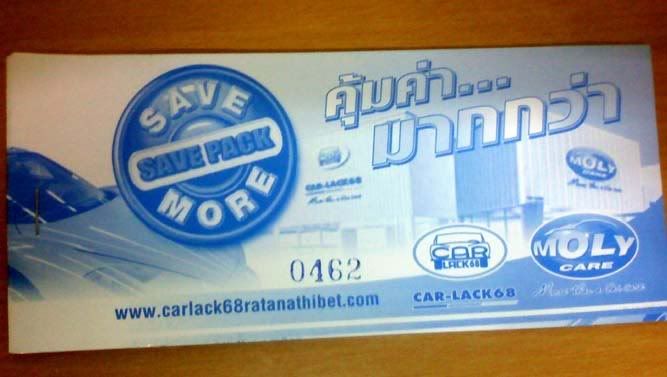 SAVE
SAVE PACK
MORE
คุ้มค่า...
มากกว่า
CAR-LACK68
MOLY
CARE
0462
CAR
LACK68
MOLY
CARE
www.carlack68ratanathibet.com
CAR-LACK68